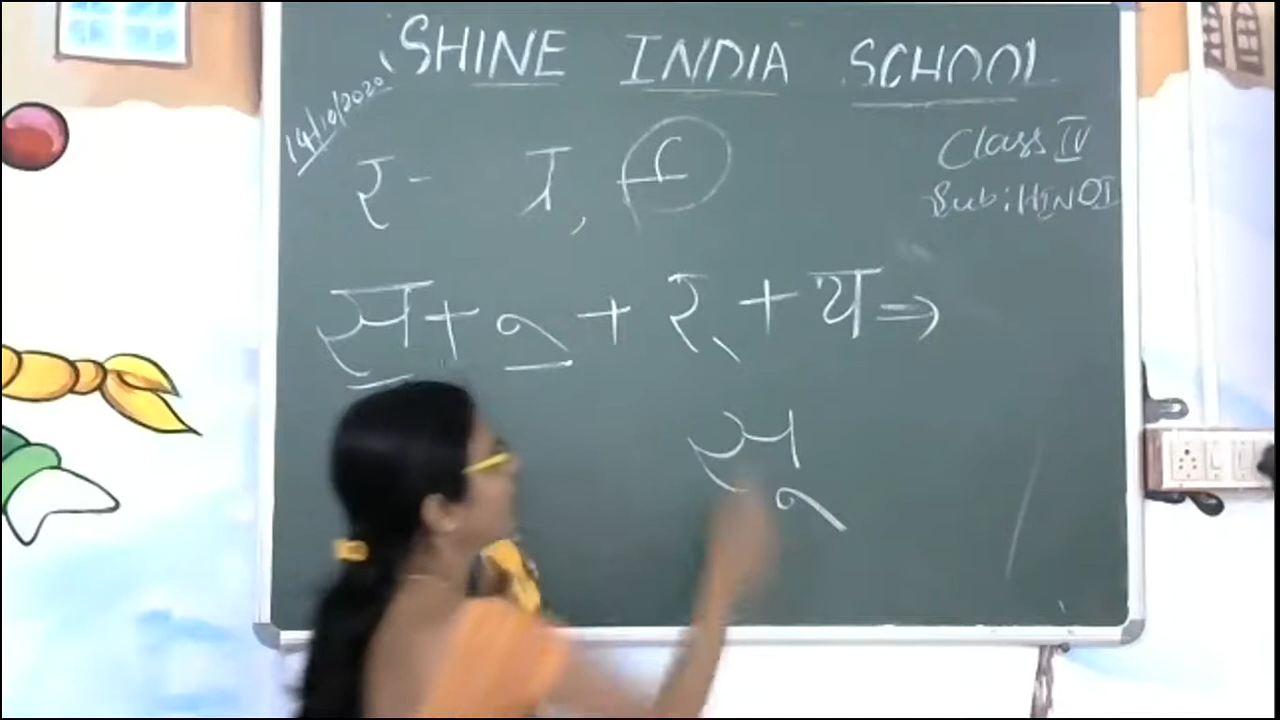 SHINE INDIA SCHOOL
14/10/2020
Class IV
Sub: HINDI
र - त्र, र्
स + ू + र् + य ⇒
सू